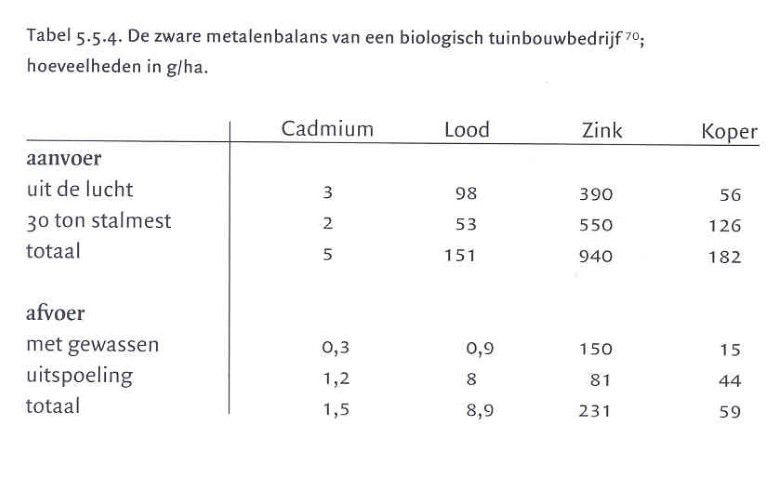 Tabel 5.5.4. De zware metalenbalans van een biologisch tuinbouwbedrijf⁷⁰;
hoeveelheden in g/ha.
Cadmium Lood Zink Koper
aanvoer
uit de lucht 3 98 390 56
30 ton stalmest 2 53 550 126
totaal 5 151 940 182
afvoer
met gewassen 0,3 0,9 150 15
uitspoeling 1,2 8 81 44
totaal 1,5 8,9 231 59